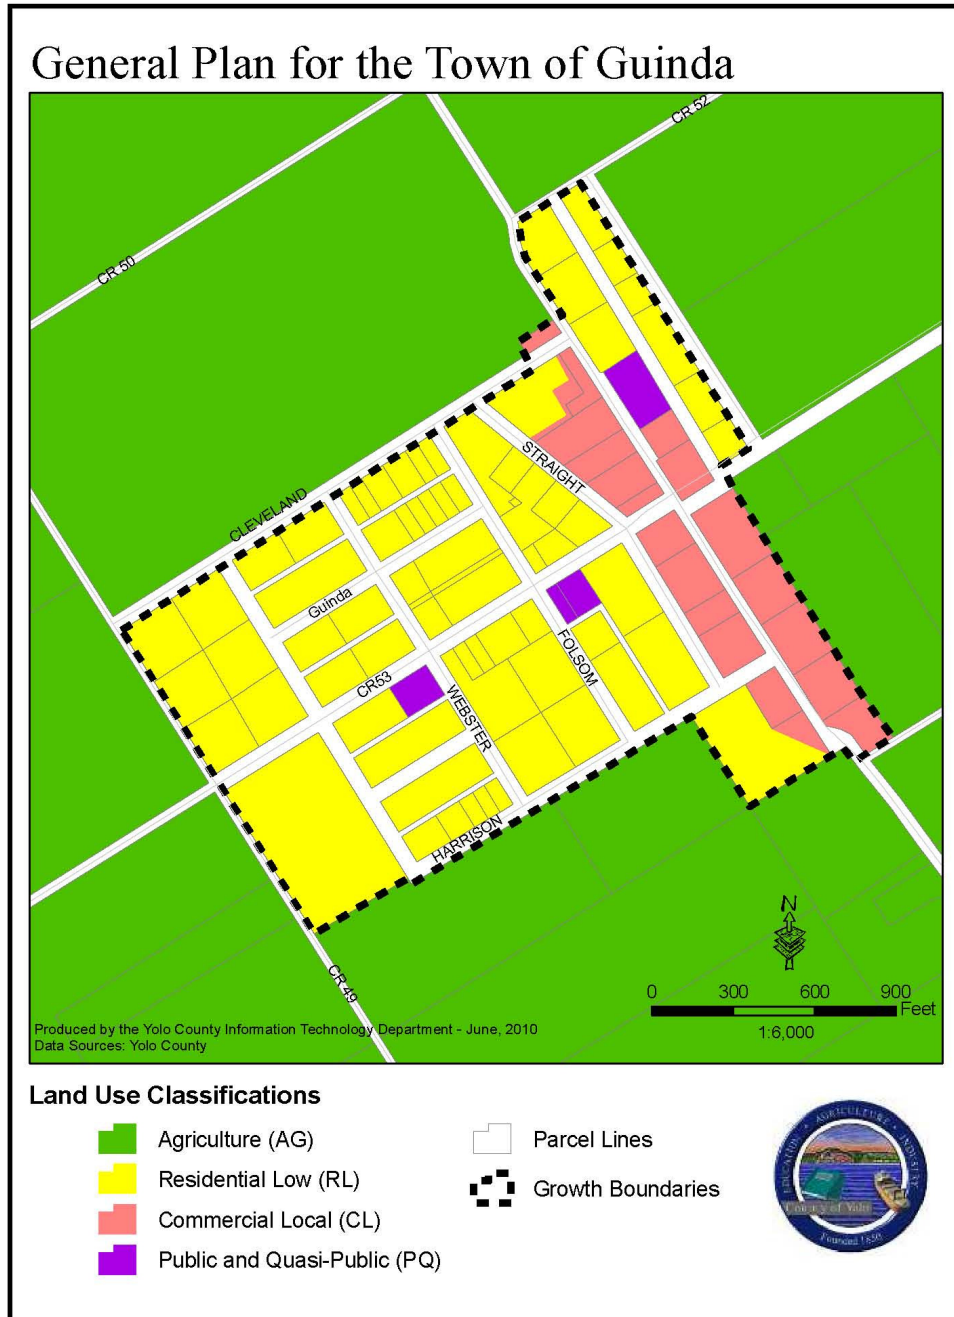 General Plan for the Town of Guinda
CR 52
CR 50
STRAIGHT
CLEVELAND
Guinda
CR53
FOLSOM
WEBSTER
HARRISON
CR 49
N
0 300 600 900
Feet
1:6,000
Produced by the Yolo County Information Technology Department - June, 2010
Data Sources: Yolo County
Land Use Classifications
Agriculture (AG)
Residential Low (RL)
Commercial Local (CL)
Public and Quasi-Public (PQ)
Parcel Lines
Growth Boundaries
EDUCATION • AGRICULTURE • INDUSTRY
County of Yolo
Founded 1850